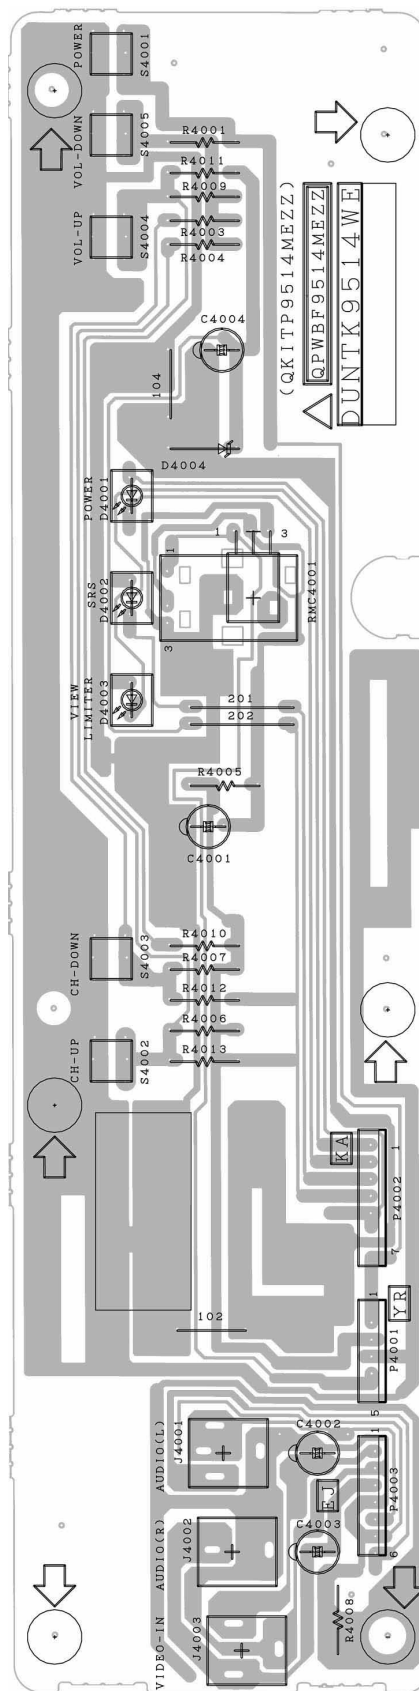 POWER
S4001
VOL-DOWN
S4005
VOL-UP
S4004
R4001
R4011
R4009
R4003
R4004
C4004
104
D4004
(QKITP9514MEZZ)
QPWBF9514MEZZ
DUNTK9514WE
POWER
D4001
SRS
D4002
VIEW
LIMITER
D4003
1
3
1
3
RMC4001
201
202
R4005
C4001
R4010
R4007
R4012
R4006
R4013
CH-DOWN
S4003
CH-UP
S4002
KA
1
P4002
7
YR
1
P4001
5
102
AUDIO(L)
J4001
C4002
1
P4003
6
EJ
AUDIO(R)
J4002
C4003
VIDEO-IN
J4003
R4008